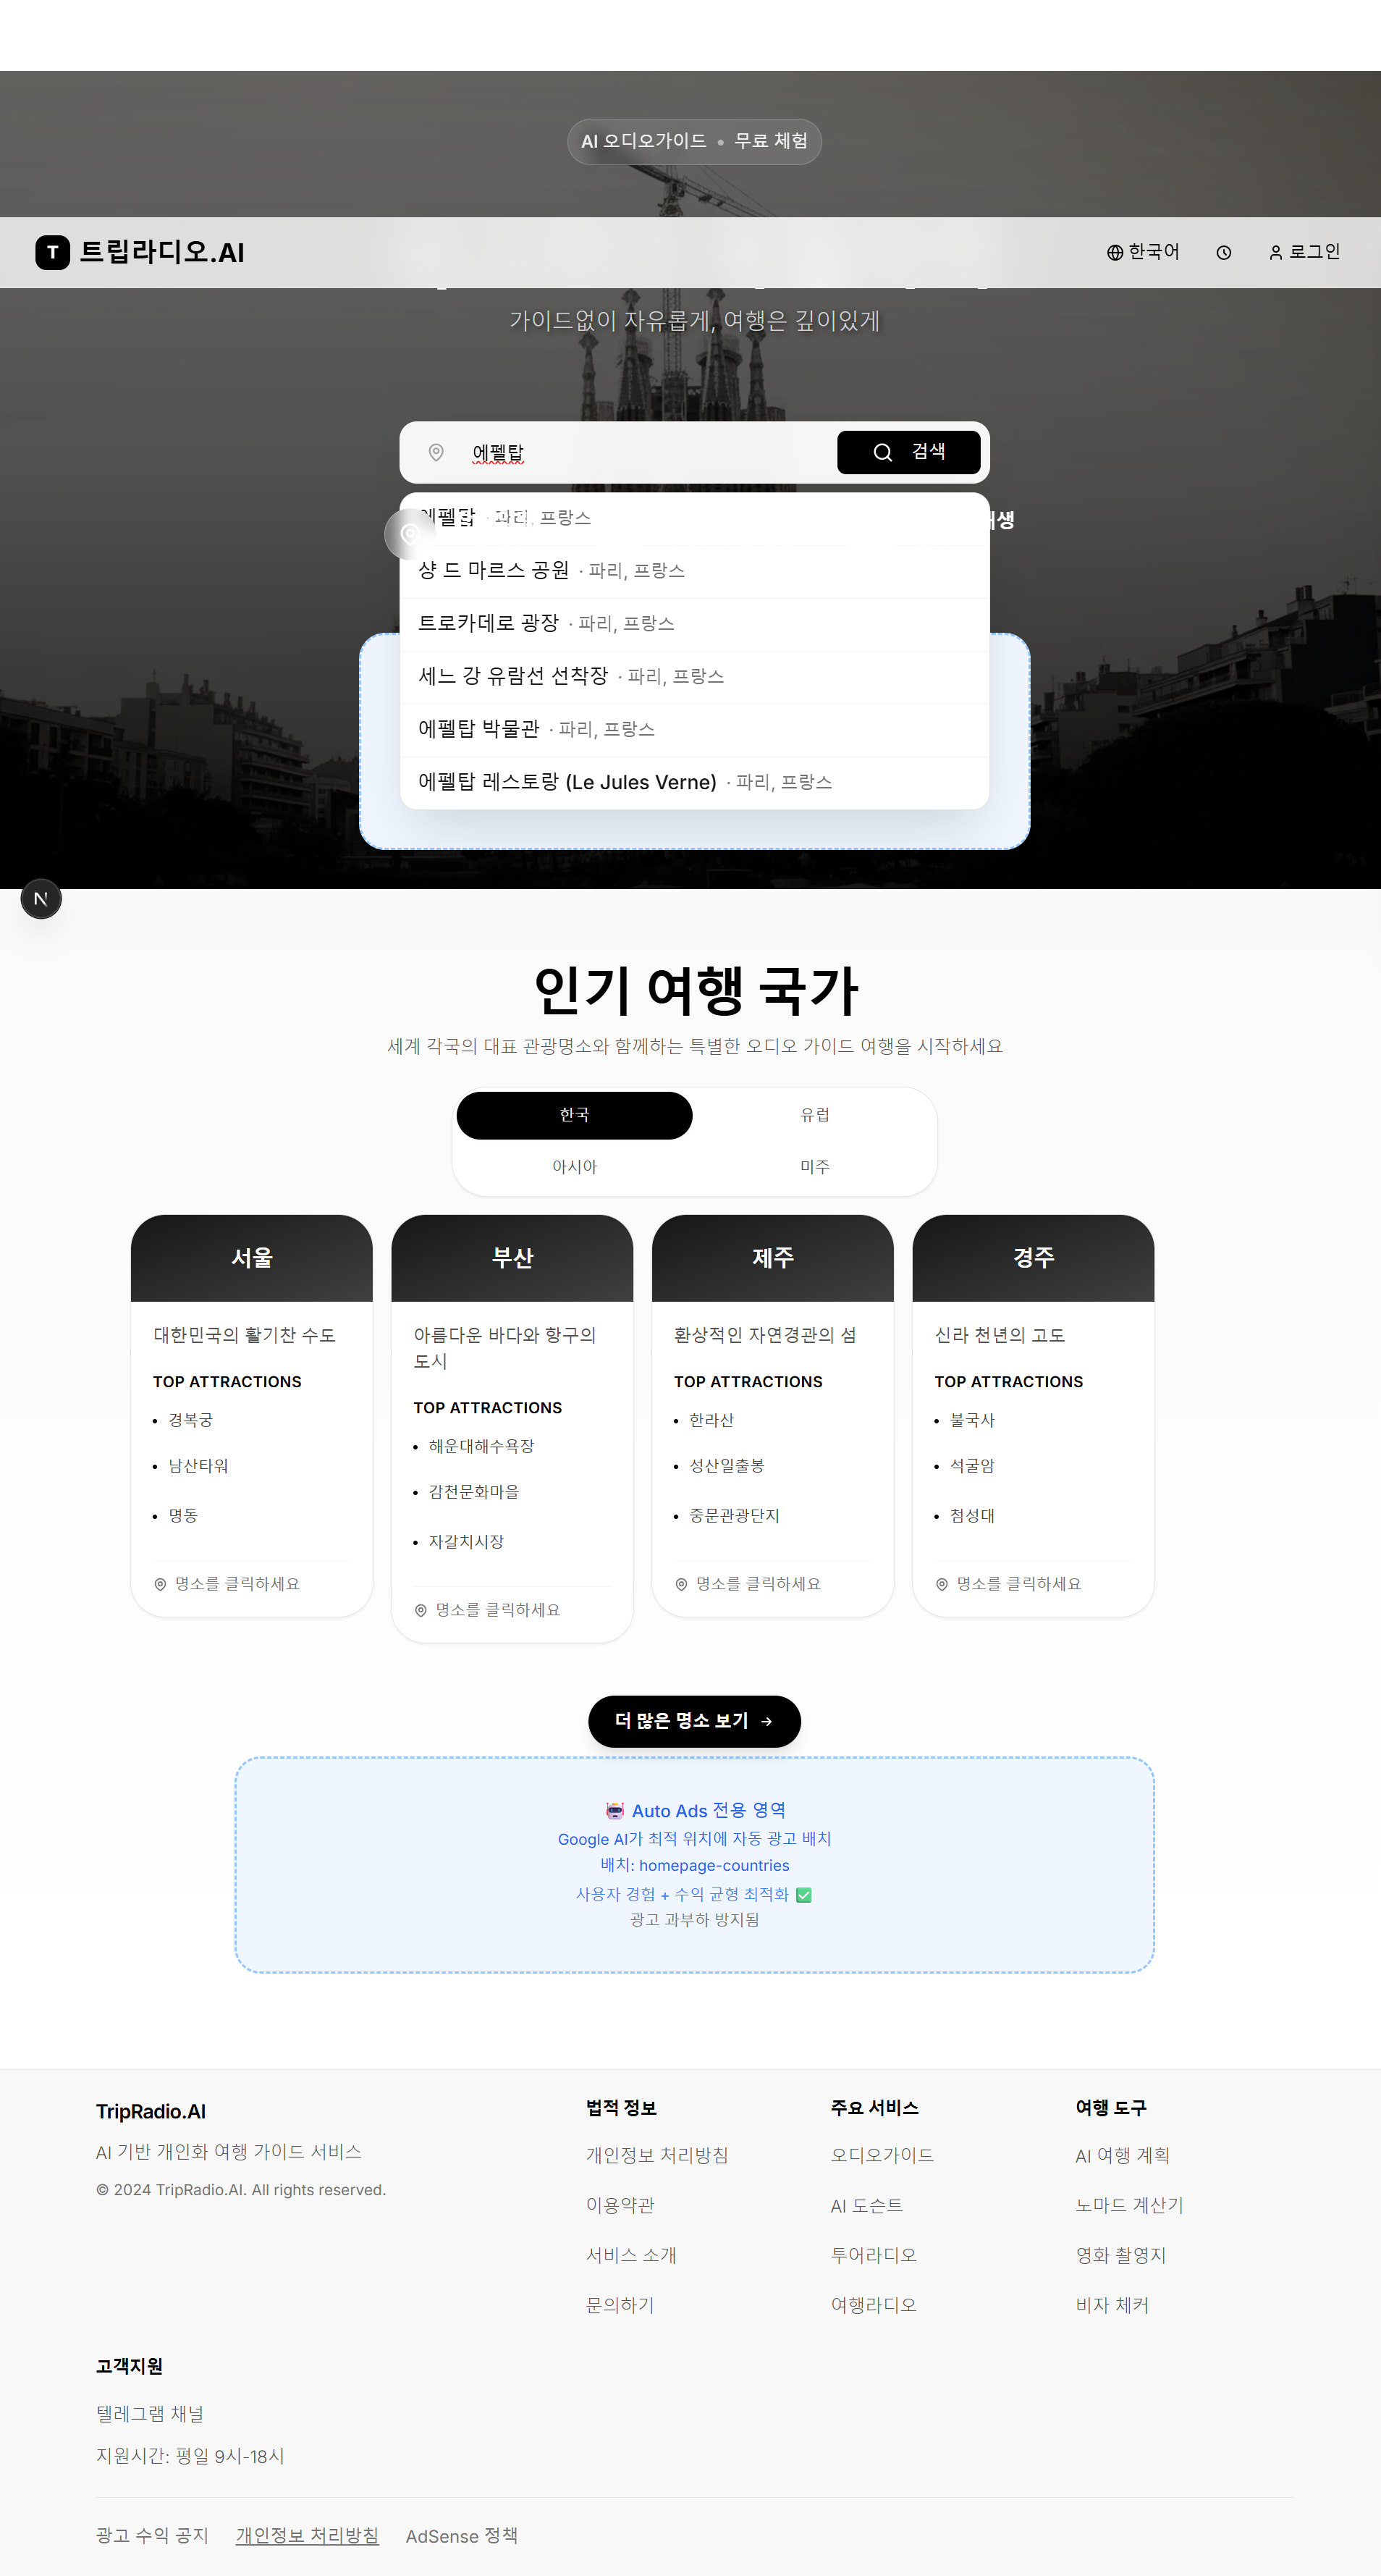 AI 오디오가이드 • 무료 체험
T 트립라디오.AI
한국어
로그인
가이드없이 자유롭게, 여행은 깊이있게
에펠탑
검색
에펠탑 · 파리, 프랑스
샹 드 마르스 공원 · 파리, 프랑스
트로카데로 광장 · 파리, 프랑스
세느 강 유람선 선착장 · 파리, 프랑스
에펠탑 박물관 · 파리, 프랑스
에펠탑 레스토랑 (Le Jules Verne) · 파리, 프랑스
N
인기 여행 국가
세계 각국의 대표 관광명소와 함께하는 특별한 오디오 가이드 여행을 시작하세요
한국
유럽
아시아
미주
서울
대한민국의 활기찬 수도
TOP ATTRACTIONS
• 경복궁
• 남산타워
• 명동
명소를 클릭하세요
부산
아름다운 바다와 항구의
도시
TOP ATTRACTIONS
• 해운대해수욕장
• 감천문화마을
• 자갈치시장
명소를 클릭하세요
제주
환상적인 자연경관의 섬
TOP ATTRACTIONS
• 한라산
• 성산일출봉
• 중문관광단지
명소를 클릭하세요
경주
신라 천년의 고도
TOP ATTRACTIONS
• 불국사
• 석굴암
• 첨성대
명소를 클릭하세요
더 많은 명소 보기 →
🤖 Auto Ads 전용 영역
Google AI가 최적 위치에 자동 광고 배치
배치: homepage-countries
사용자 경험 + 수익 균형 최적화 ✅
광고 과부하 방지됨
TripRadio.AI
AI 기반 개인화 여행 가이드 서비스
© 2024 TripRadio.AI. All rights reserved.
법적 정보
개인정보 처리방침
이용약관
서비스 소개
문의하기
주요 서비스
오디오가이드
AI 도슨트
투어라디오
여행라디오
여행 도구
AI 여행 계획
노마드 계산기
영화 촬영지
비자 체커
고객지원
텔레그램 채널
지원시간: 평일 9시-18시
광고 수익 공지
개인정보 처리방침
AdSense 정책